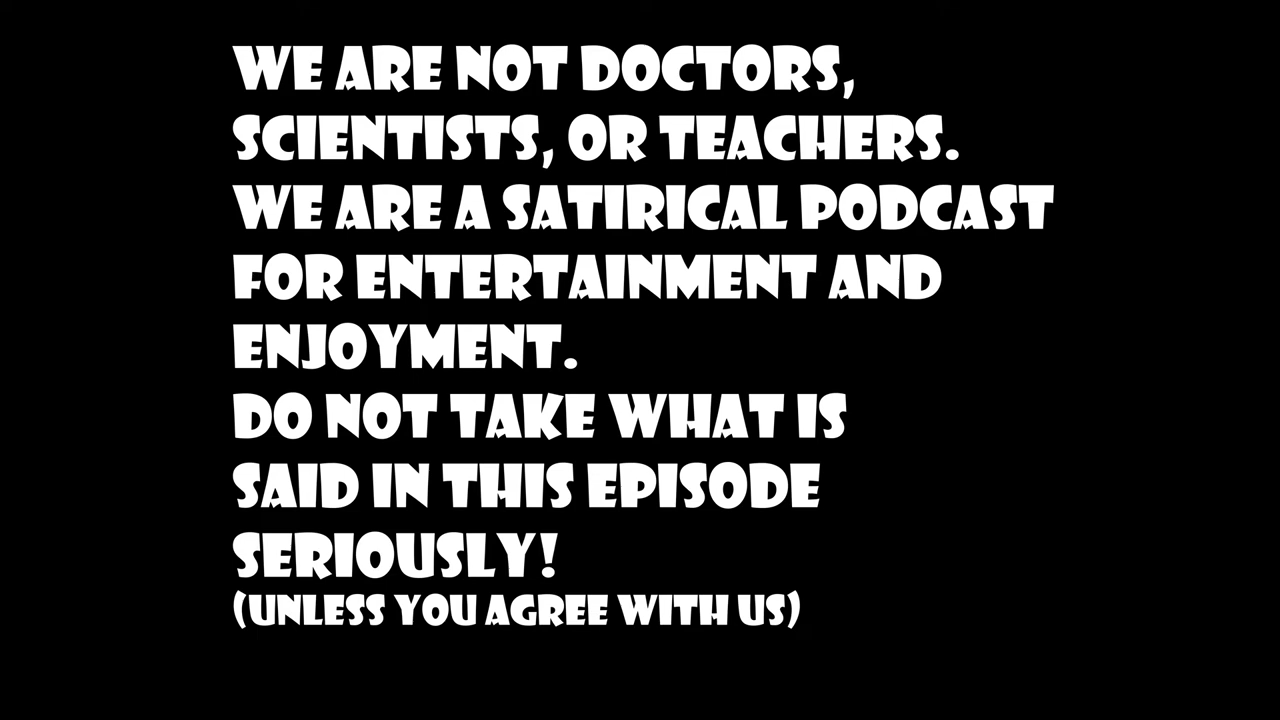 WE ARE NOT DOCTORS,
SCIENTISTS, OR TEACHERS.
WE ARE A SATIRICAL PODCAST
FOR ENTERTAINMENT AND
ENJOYMENT.
DO NOT TAKE WHAT IS
SAID IN THIS EPISODE
SERIOUSLY!
(UNLESS YOU AGREE WITH US)